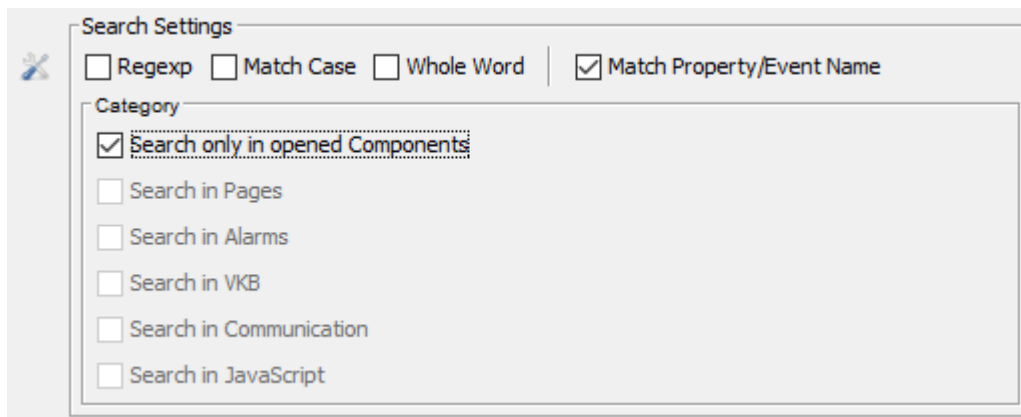 Search Settings
Regexp Match Case Whole Word Match Property/Event Name
Category
Search only in opened Components
Search in Pages
Search in Alarms
Search in VKB
Search in Communication
Search in JavaScript